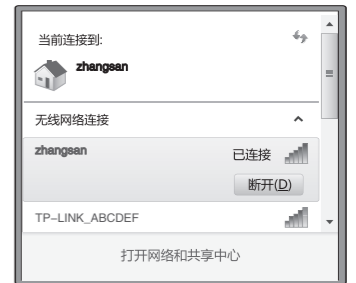 当前连接到:
zhangsan
无线网络连接
zhangsan 已连接
断开(D)
TP-LINK_ABCDEF
打开网络和共享中心